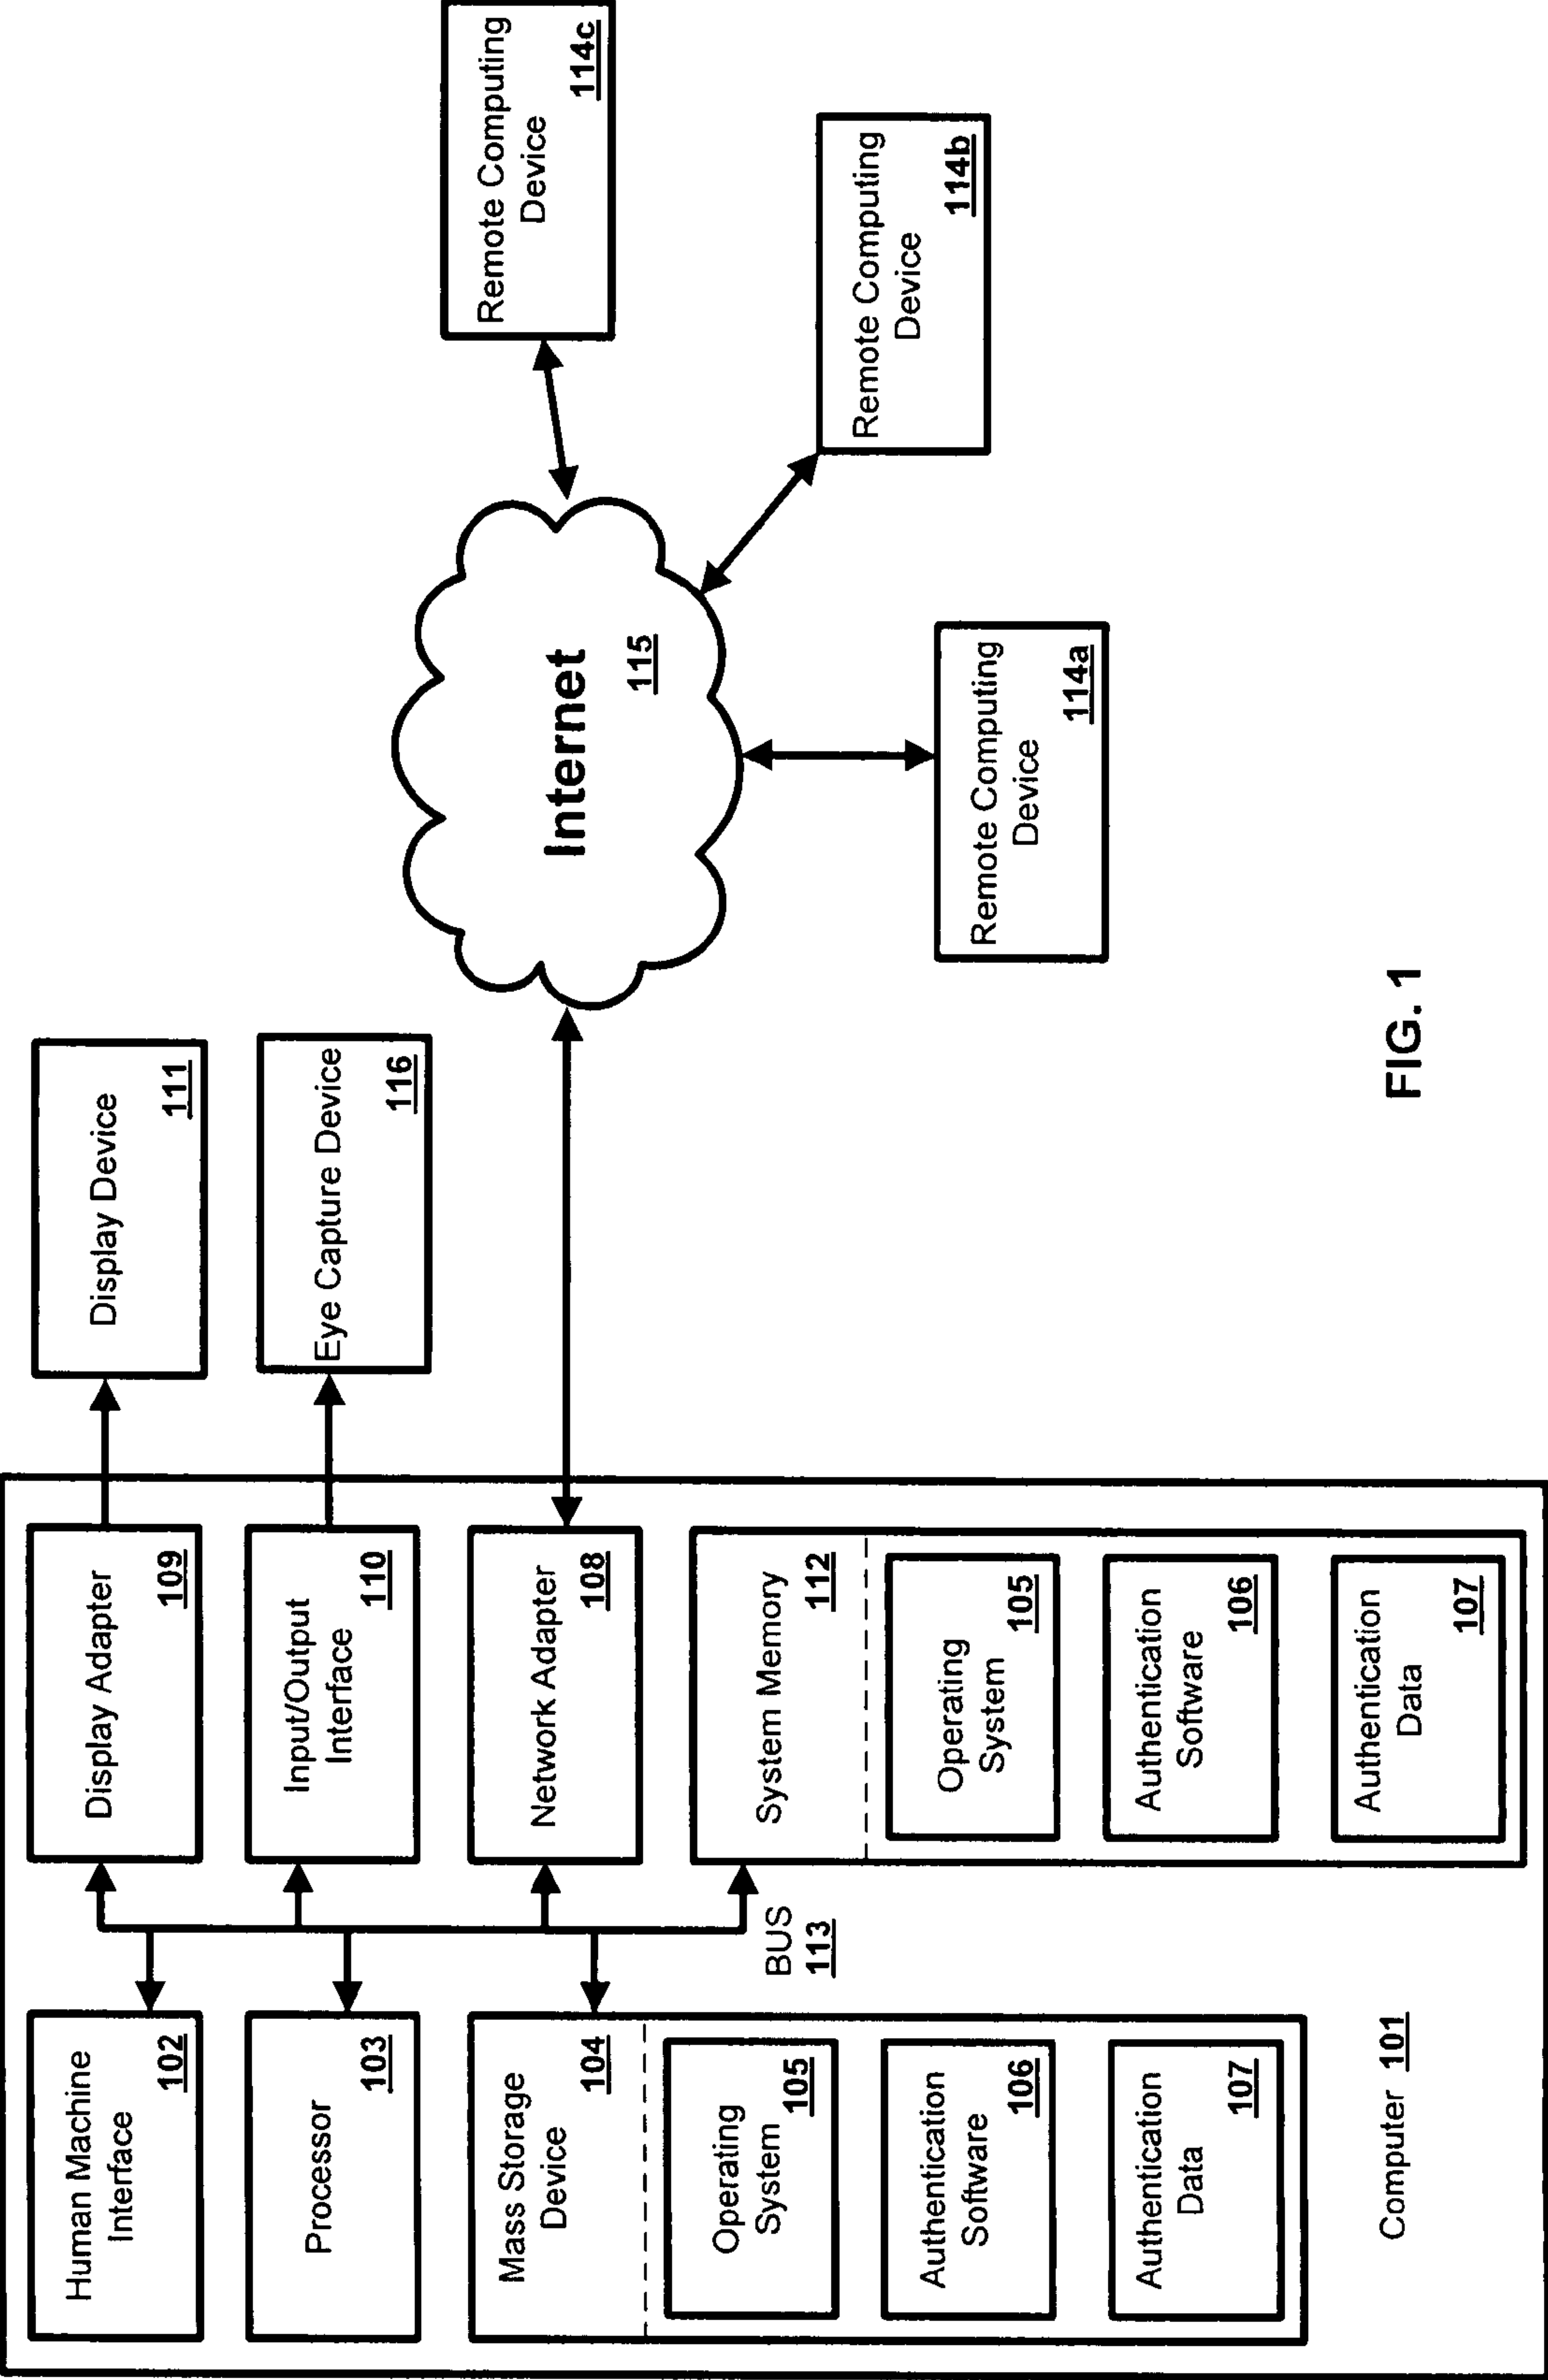 Human Machine
Interface
102
Processor
103
Mass Storage
Device
104
Operating
System
105
Authentication
Software
106
Authentication
Data
107
Display Adapter
109
Input/Output
Interface
110
Network Adapter
108
System Memory
112
Operating
System
105
Authentication
Software
106
Authentication
Data
107
BUS
113
Computer 101
Display Device
111
Eye Capture Device
116
Internet
115
Remote Computing
Device
114a
Remote Computing
Device
114b
Remote Computing
Device
114c
FIG. 1